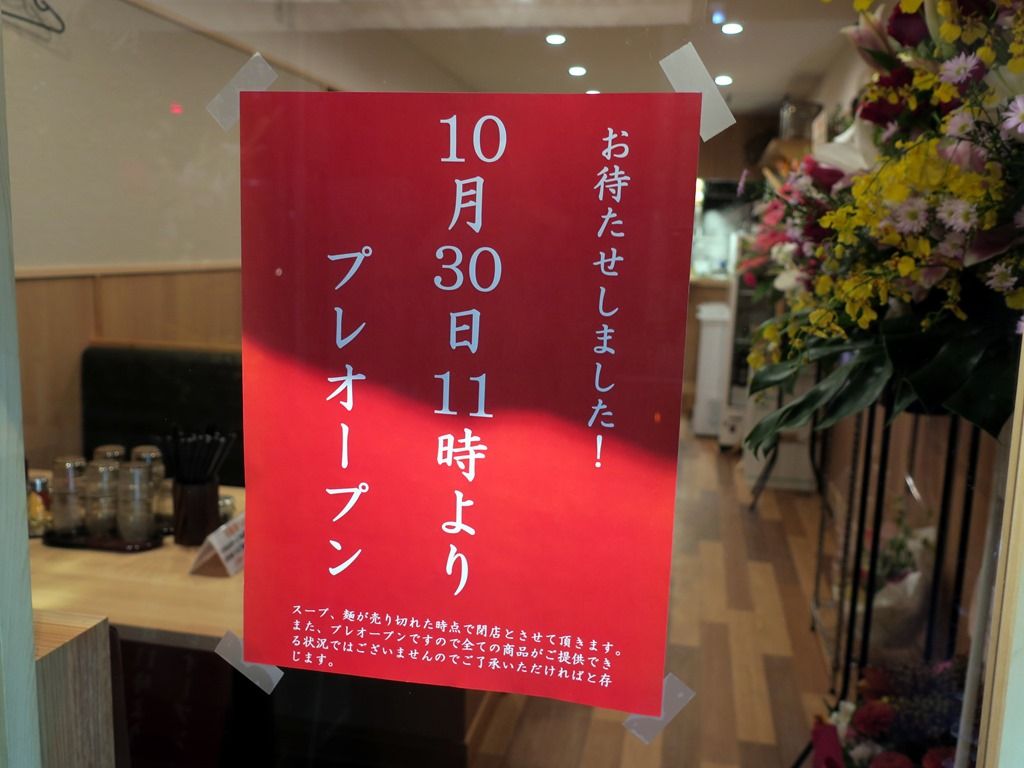 お待たせしました！
10月30日11時より
プレオープン
スープ、麺が売り切れた時点で閉店とさせて頂きます。
また、プレオープンですので全ての商品がご提供でき
る状況ではございませんのでご了承いただければと存
じます。